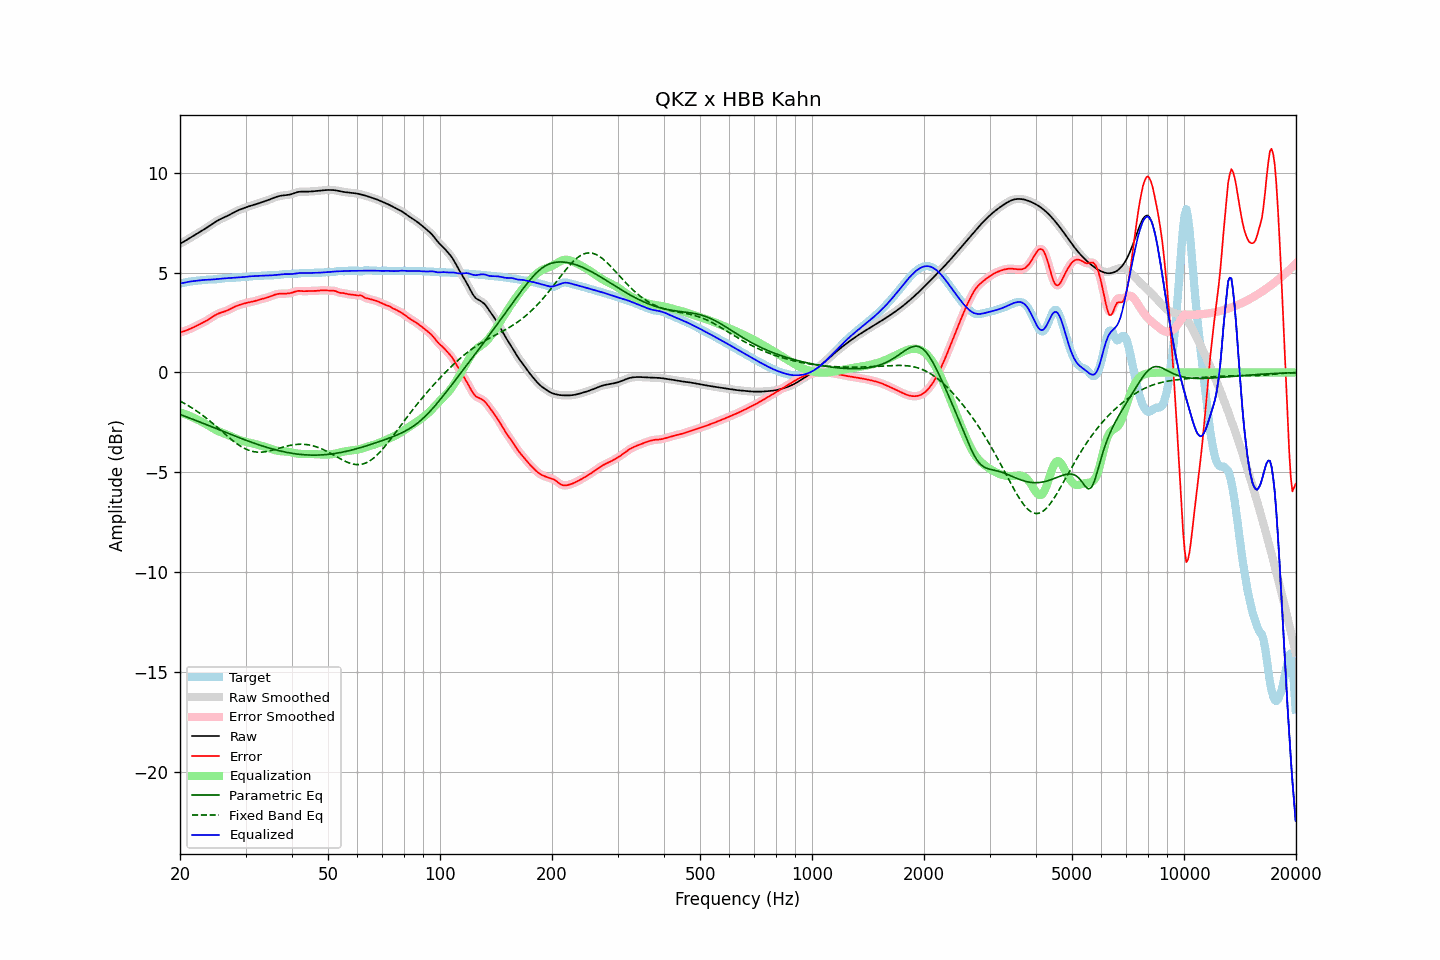 QKZ x HBB Kahn
Amplitude (dBr)
10
5
0
−5
−10
−15
−20
Target
Raw Smoothed
Error Smoothed
Raw
Error
Equalization
Parametric Eq
Fixed Band Eq
Equalized
20 50 100 200 500 1000 2000 5000 10000 20000
Frequency (Hz)